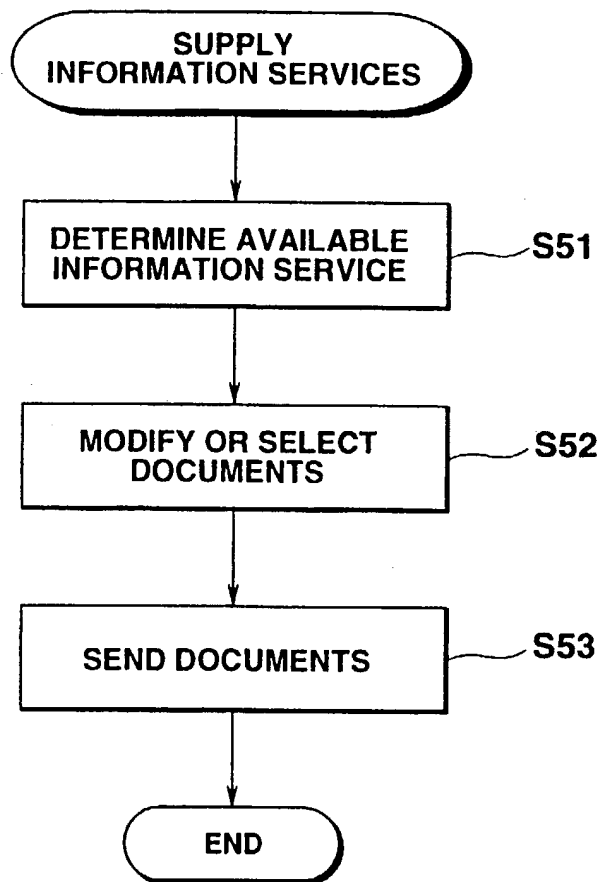 SUPPLY
INFORMATION SERVICES
DETERMINE AVAILABLE
INFORMATION SERVICE
S51
MODIFY OR SELECT
DOCUMENTS
S52
SEND DOCUMENTS
S53
END